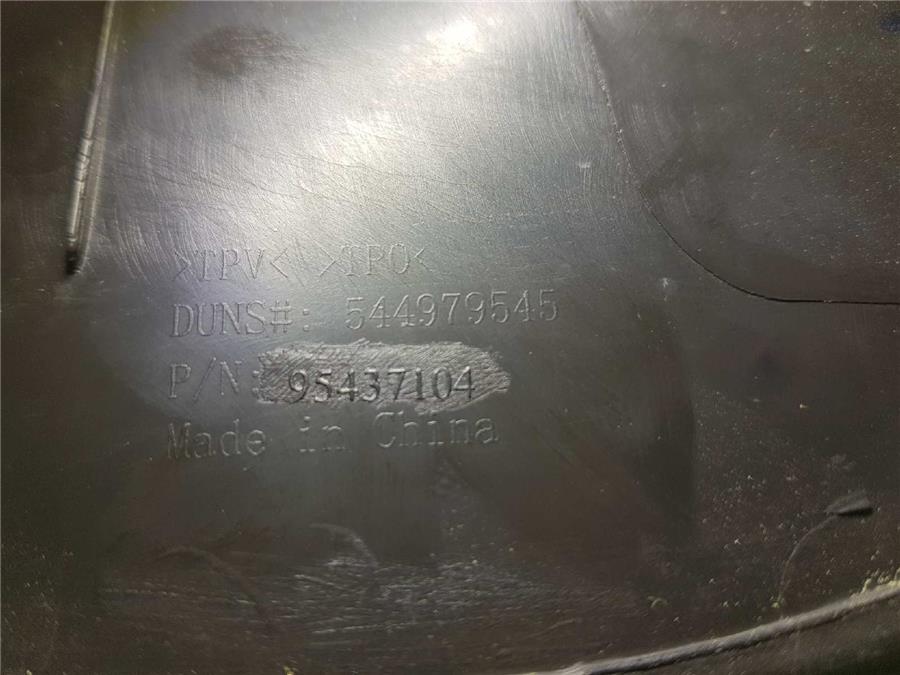 >TPV< >TPO<
DUNS#: 544979545
P/N: 95437104
Made in China